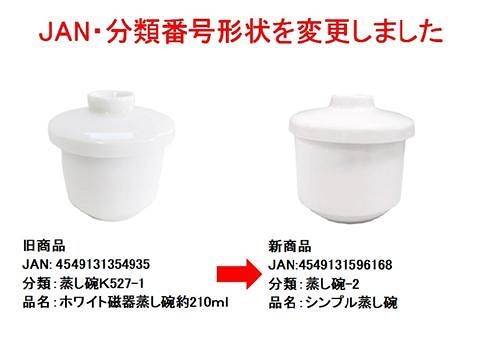 JAN・分類番号形状を変更しました
旧商品
JAN: 4549131354935
分類：蒸し碗K527-1
品名：ホワイト磁器蒸し碗約210ml
新商品
JAN:4549131596168
分類：蒸し碗-2
品名：シンプル蒸し碗